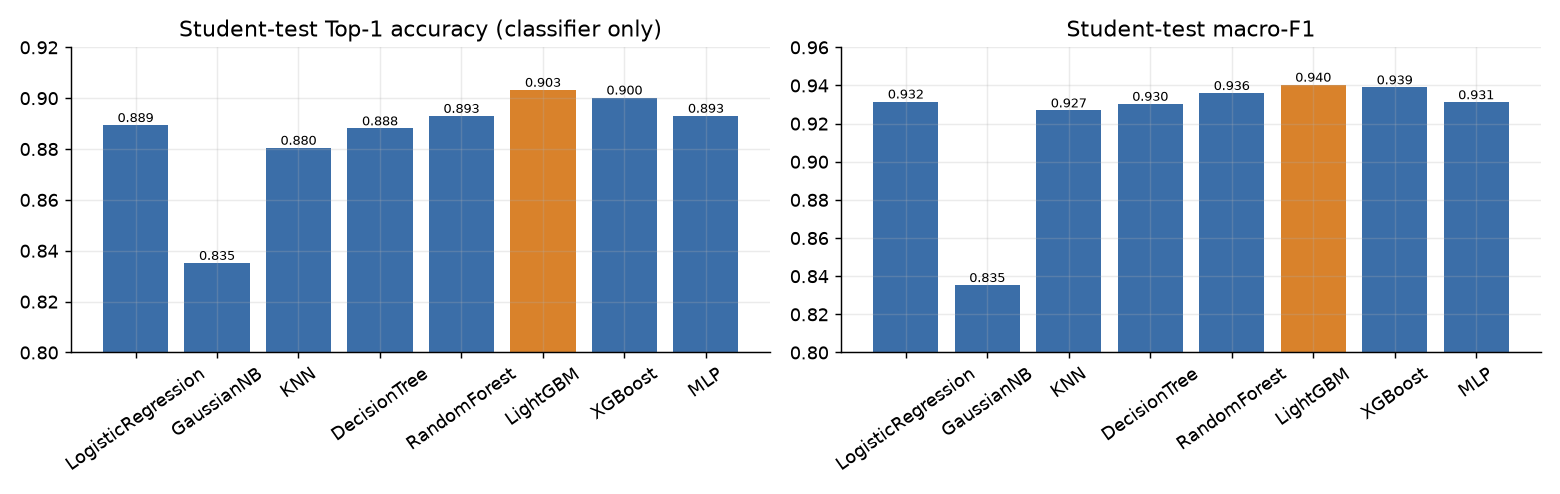 Student-test Top-1 accuracy (classifier only)
0.92
0.90
0.88
0.86
0.84
0.82
0.80
0.889
0.835
0.880
0.888
0.893
0.903
0.900
0.893
LogisticRegression
GaussianNB
KNN
DecisionTree
RandomForest
LightGBM
XGBoost
MLP
Student-test macro-F1
0.96
0.94
0.92
0.90
0.88
0.86
0.84
0.82
0.80
0.932
0.835
0.927
0.930
0.936
0.940
0.939
0.931
LogisticRegression
GaussianNB
KNN
DecisionTree
RandomForest
LightGBM
XGBoost
MLP